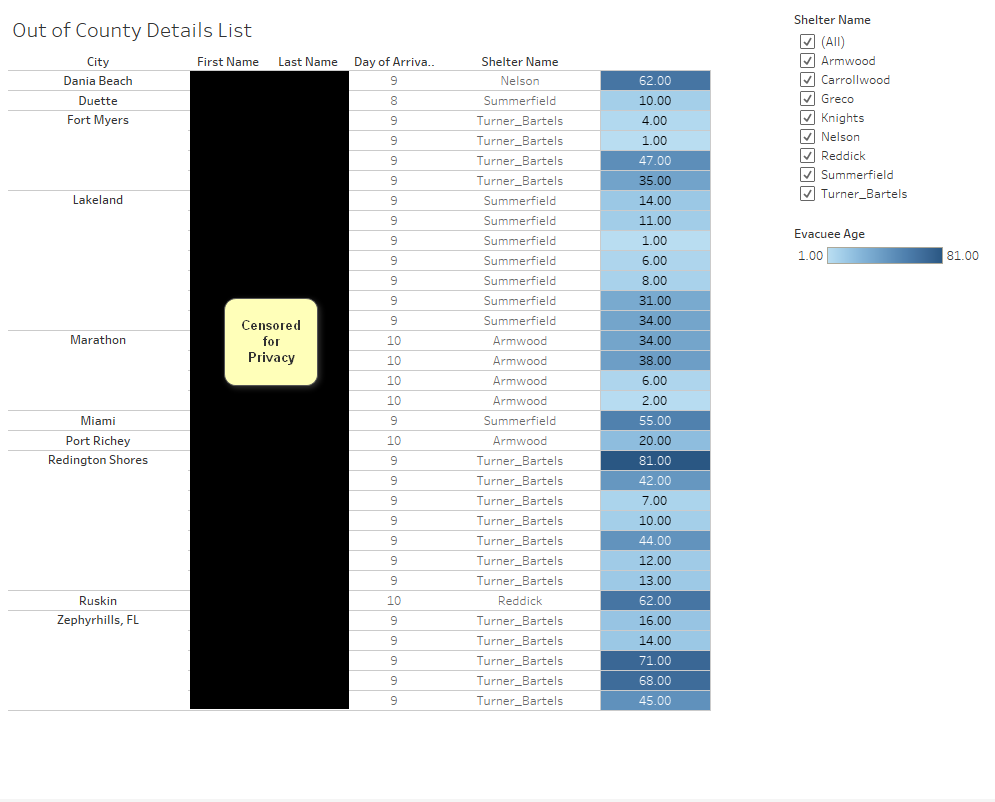 Out of County Details List
City First Name Last Name Day of Arriva.. Shelter Name
Dania Beach 9 Nelson 62.00
Duette 8 Summerfield 10.00
Fort Myers 9 Turner_Bartels 4.00
9 Turner_Bartels 1.00
9 Turner_Bartels 47.00
9 Turner_Bartels 35.00
Lakeland 9 Summerfield 14.00
9 Summerfield 11.00
9 Summerfield 1.00
9 Summerfield 6.00
9 Summerfield 8.00
9 Summerfield 31.00
9 Summerfield 34.00
Marathon 10 Armwood 34.00
10 Armwood 38.00
10 Armwood 6.00
10 Armwood 2.00
Miami 9 Summerfield 55.00
Port Richey 10 Armwood 20.00
Redington Shores 9 Turner_Bartels 81.00
9 Turner_Bartels 42.00
9 Turner_Bartels 7.00
9 Turner_Bartels 10.00
9 Turner_Bartels 44.00
9 Turner_Bartels 12.00
9 Turner_Bartels 13.00
Ruskin 10 Reddick 62.00
Zephyrhills, FL 9 Turner_Bartels 16.00
9 Turner_Bartels 14.00
9 Turner_Bartels 71.00
9 Turner_Bartels 68.00
9 Turner_Bartels 45.00
Censored
for
Privacy
Shelter Name
(All)
Armwood
Carrollwood
Greco
Knights
Nelson
Reddick
Summerfield
Turner_Bartels
Evacuee Age
1.00 81.00